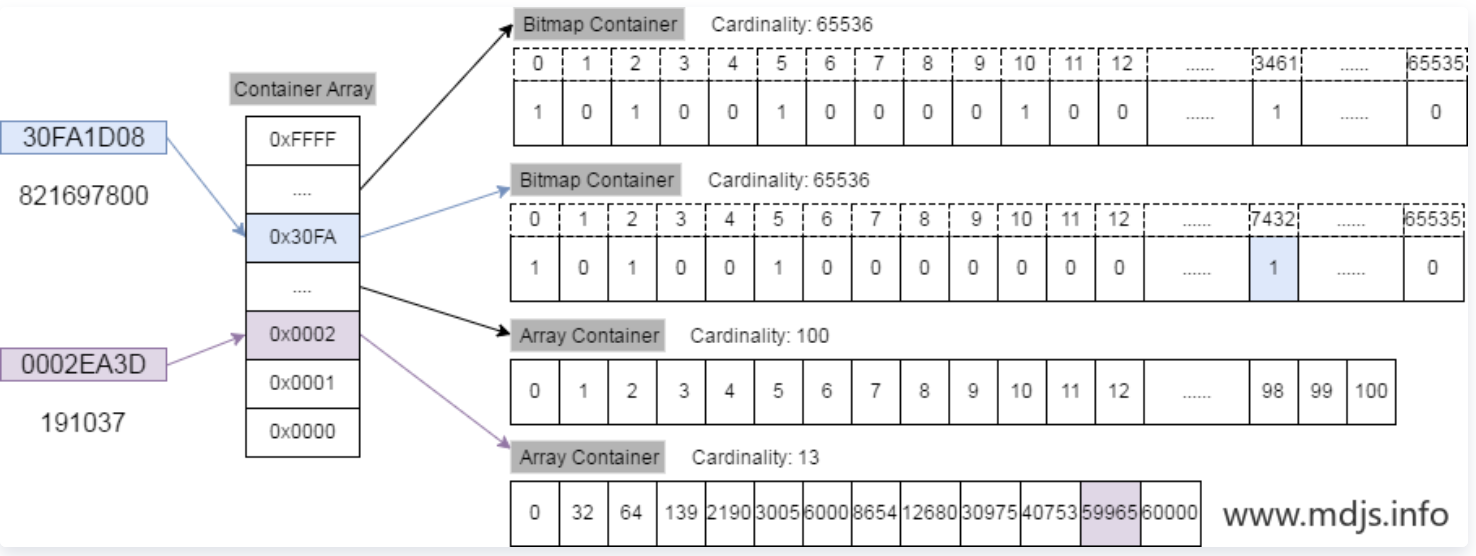 Bitmap Container Cardinality: 65536
0 1 2 3 4 5 6 7 8 9 10 11 12 ...... 3461 ...... 65535
1 0 1 0 0 1 0 0 0 0 1 0 0 ...... 1 ...... 0
Container Array
0xFFFF
....
0x30FA
....
0x0002
0x0001
0x0000
30FA1D08
821697800
0002EA3D
191037
Bitmap Container Cardinality: 65536
0 1 2 3 4 5 6 7 8 9 10 11 12 ...... 7432 ...... 65535
1 0 1 0 0 1 0 0 0 0 0 0 0 ...... 1 ...... 0
Array Container Cardinality: 100
0 1 2 3 4 5 6 7 8 9 10 11 12 ...... 98 99 100
Array Container Cardinality: 13
0 32 64 139 2190 3005 6000 8654 12680 30975 40753 59965 60000
www.mdjs.info